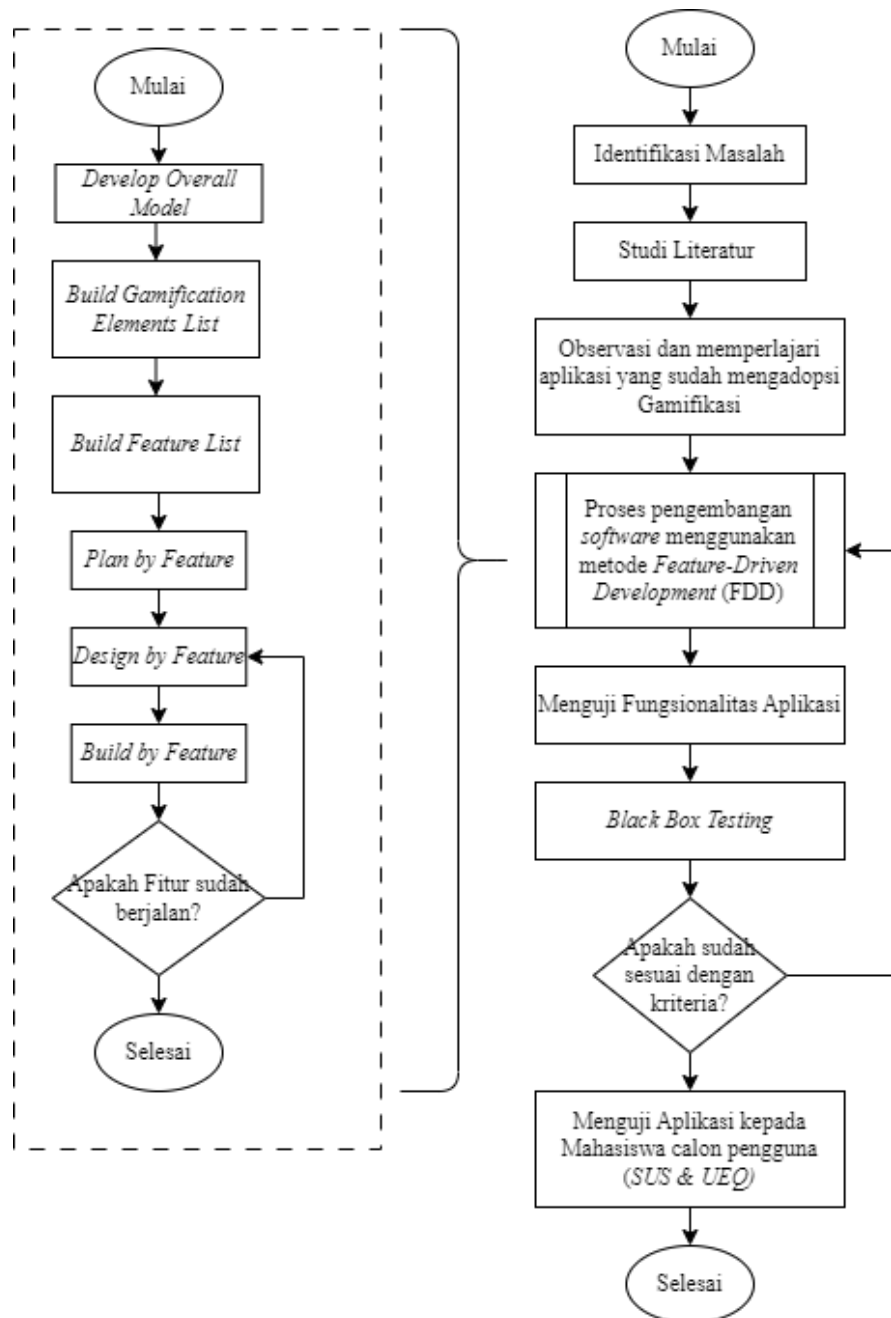 Mulai
Develop Overall
Model
Build Gamification
Elements List
Build Feature List
Plan by Feature
Design by Feature
Build by Feature
Apakah Fitur sudah
berjalan?
Selesai
Mulai
Identifikasi Masalah
Studi Literatur
Observasi dan memperlajari
aplikasi yang sudah mengadopsi
Gamifikasi
Proses pengembangan
software menggunakan
metode Feature-Driven
Development (FDD)
Menguji Fungsionalitas Aplikasi
Black Box Testing
Apakah sudah
sesuai dengan
kriteria?
Menguji Aplikasi kepada
Mahasiswa calon pengguna
(SUS & UEQ)
Selesai